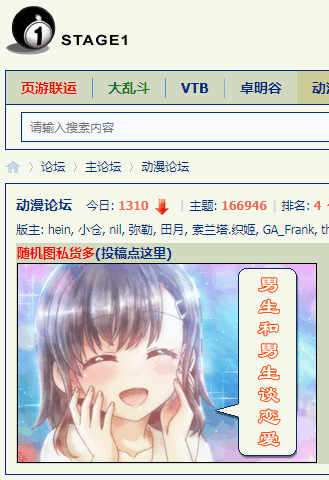 1 STAGE1
页游联运 大乱斗 VTB 卓明谷 动
请输入搜索内容
论坛 主论坛 动漫论坛
动漫论坛 今日: 1310 | 主题: 166946 | 排名: 4
版主: hein, 小仓, nil, 弥勒, 田月, 索兰塔.织姬, GA_Frank, th
随机图私货多(投稿点这里)
男生和男生谈恋爱